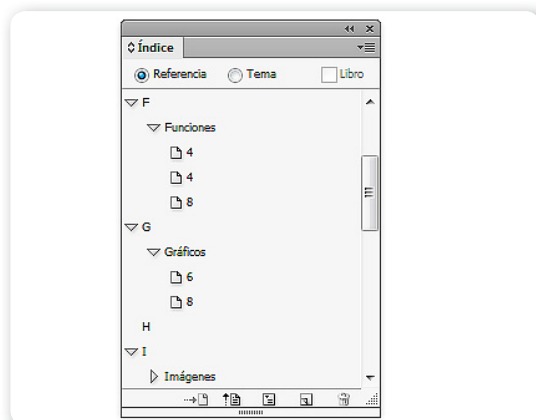 Índice
Referencia Tema Libro
F
Funciones
4
4
8
G
Gráficos
6
8
H
I
Imágenes